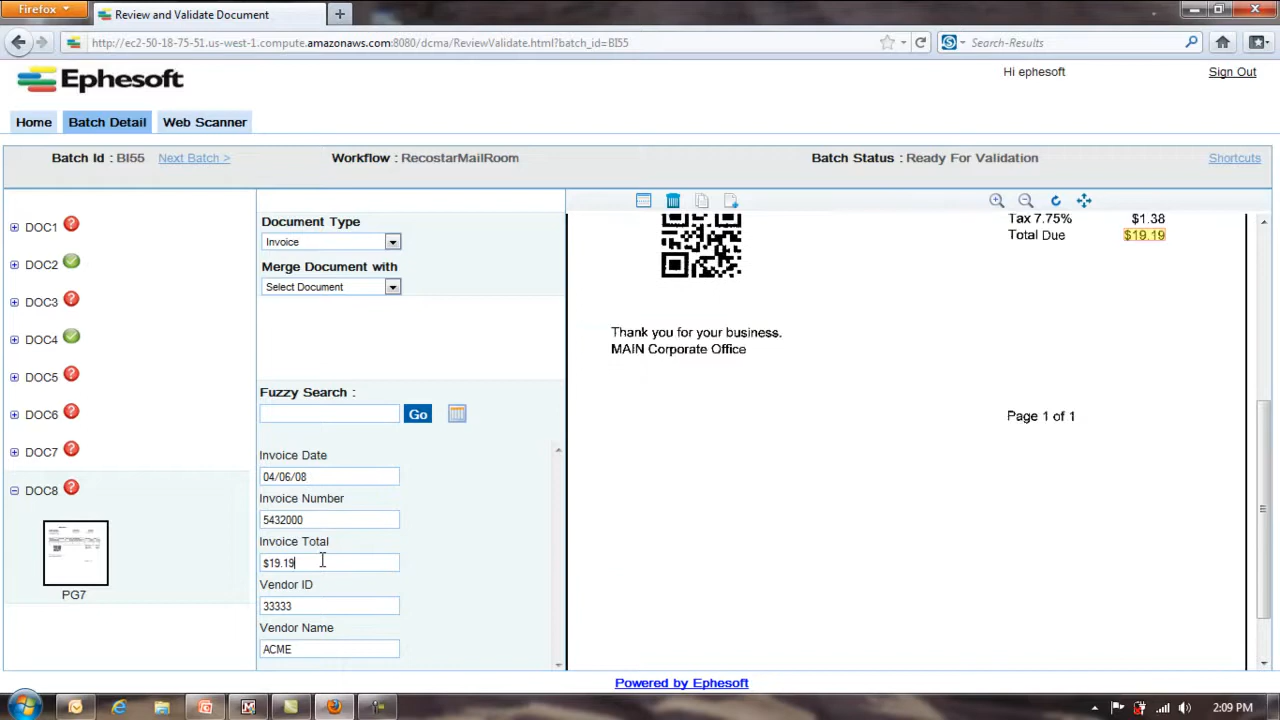 Firefox
Review and Validate Document
http://ec2-50-18-75-51.us-west-1.compute.amazonaws.com:8080/dcma/ReviewValidate.html?batch_id=BI55
Search-Results
Ephesoft
Hi ephesoft
Sign Out
Home
Batch Detail
Web Scanner
Batch Id : BI55
Next Batch >
Workflow : RecostarMailRoom
Batch Status : Ready For Validation
Shortcuts
DOC1
DOC2
DOC3
DOC4
DOC5
DOC6
DOC7
DOC8
PG7
Document Type
Invoice
Merge Document with
Select Document
Fuzzy Search :
Go
Invoice Date
04/06/08
Invoice Number
5432000
Invoice Total
$19.19
Vendor ID
33333
Vendor Name
ACME
Tax 7.75% $1.38
Total Due $19.19
Thank you for your business.
MAIN Corporate Office
Page 1 of 1
Powered by Ephesoft
2:09 PM